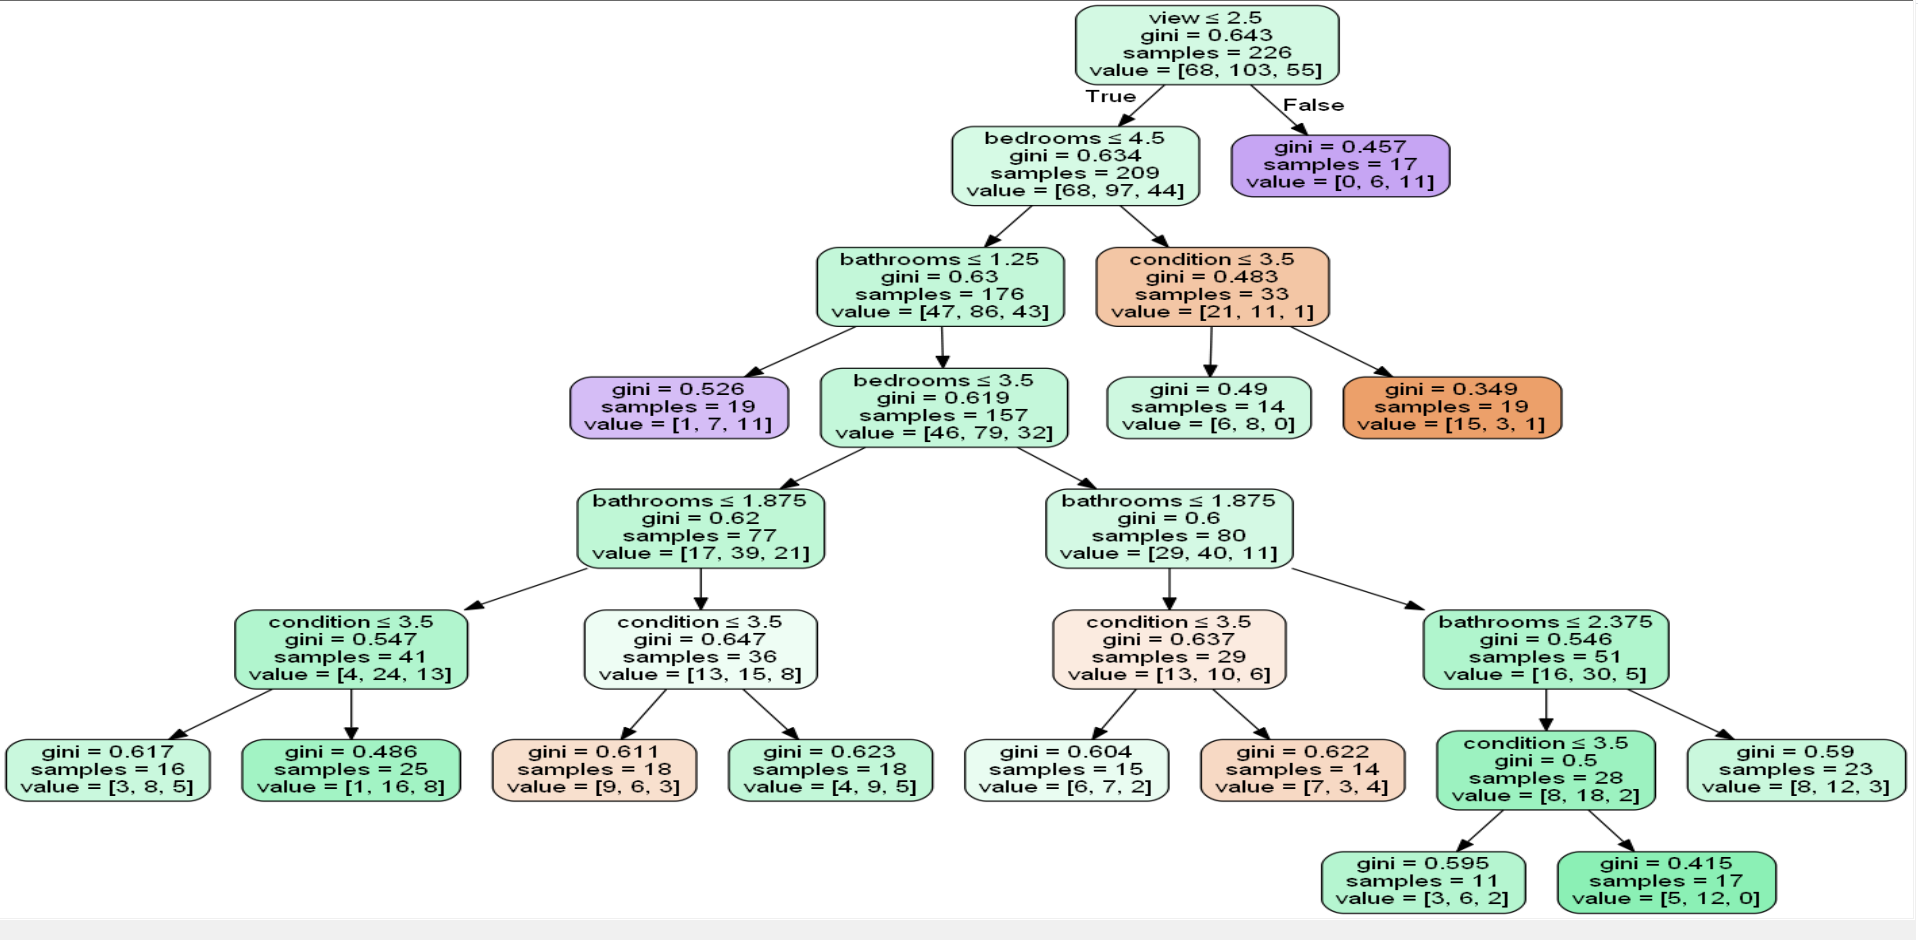 view ≤ 2.5
gini = 0.643
samples = 226
value = [68, 103, 55]
True
False
bedrooms ≤ 4.5
gini = 0.634
samples = 209
value = [68, 97, 44]
gini = 0.457
samples = 17
value = [0, 6, 11]
bathrooms ≤ 1.25
gini = 0.63
samples = 176
value = [47, 86, 43]
condition ≤ 3.5
gini = 0.483
samples = 33
value = [21, 11, 1]
gini = 0.526
samples = 19
value = [1, 7, 11]
bedrooms ≤ 3.5
gini = 0.619
samples = 157
value = [46, 79, 32]
gini = 0.49
samples = 14
value = [6, 8, 0]
gini = 0.349
samples = 19
value = [15, 3, 1]
bathrooms ≤ 1.875
gini = 0.62
samples = 77
value = [17, 39, 21]
bathrooms ≤ 1.875
gini = 0.6
samples = 80
value = [29, 40, 11]
condition ≤ 3.5
gini = 0.547
samples = 41
value = [4, 24, 13]
condition ≤ 3.5
gini = 0.647
samples = 36
value = [13, 15, 8]
condition ≤ 3.5
gini = 0.637
samples = 29
value = [13, 10, 6]
bathrooms ≤ 2.375
gini = 0.546
samples = 51
value = [16, 30, 5]
gini = 0.617
samples = 16
value = [3, 8, 5]
gini = 0.486
samples = 25
value = [1, 16, 8]
gini = 0.611
samples = 18
value = [9, 6, 3]
gini = 0.623
samples = 18
value = [4, 9, 5]
gini = 0.604
samples = 15
value = [6, 7, 2]
gini = 0.622
samples = 14
value = [7, 3, 4]
condition ≤ 3.5
gini = 0.5
samples = 28
value = [8, 18, 2]
gini = 0.59
samples = 23
value = [8, 12, 3]
gini = 0.595
samples = 11
value = [3, 6, 2]
gini = 0.415
samples = 17
value = [5, 12, 0]